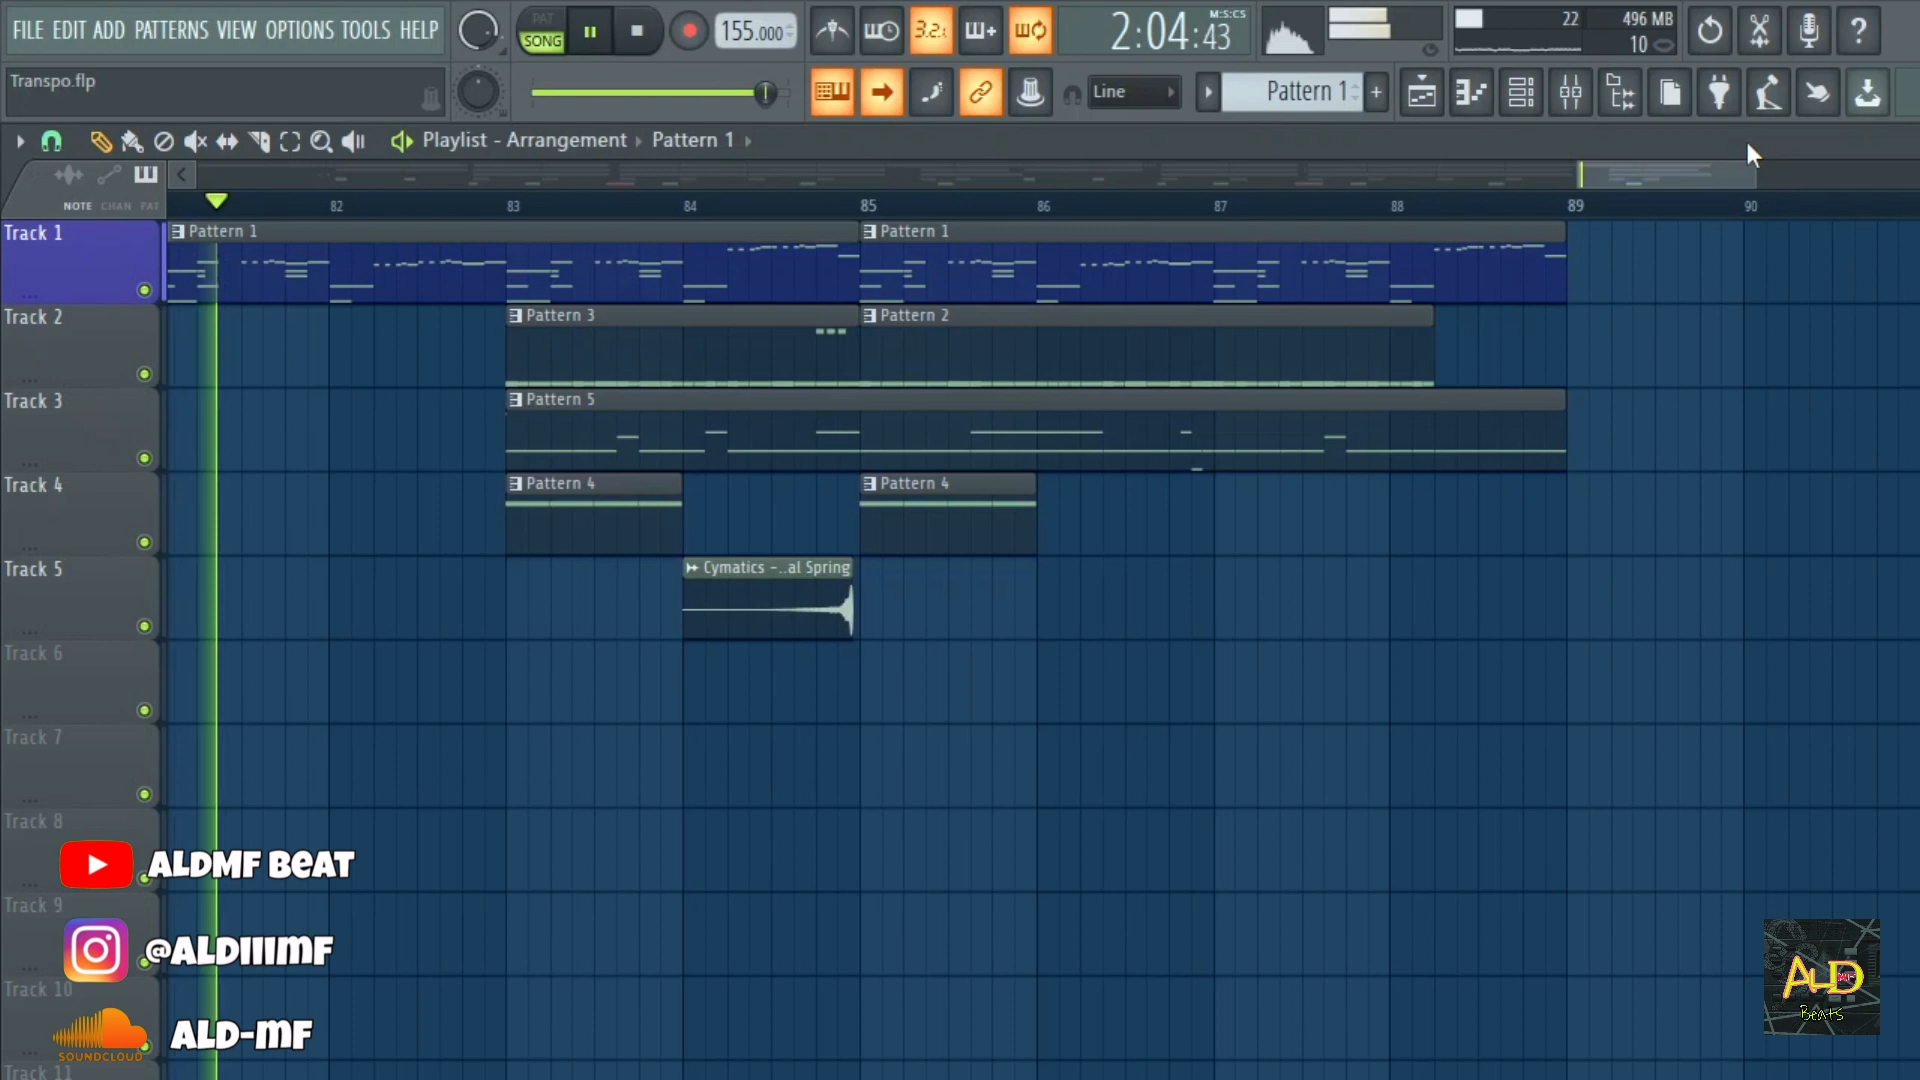 FILE EDIT ADD PATTERNS VIEW OPTIONS TOOLS HELP
PAT
SONG
155.000
3.2.
M:S:CS
2:04:43
22
496 MB
10
Transpo.flp
Line
Pattern 1
Playlist - Arrangement
Pattern 1
NOTE CHAN PAT
82 83 84 85 86 87 88 89 90
Track 1
Pattern 1
Pattern 1
Track 2
Pattern 3
Pattern 2
Track 3
Pattern 5
Track 4
Pattern 4
Pattern 4
Track 5
Cymatics -..al Spring
Track 6
Track 7
Track 8
ALDMF BEAT
Track 9
@ALDIIIMF
Track 10
SOUNDCLOUD
ALD-MF
Track 11
ALD
Beats